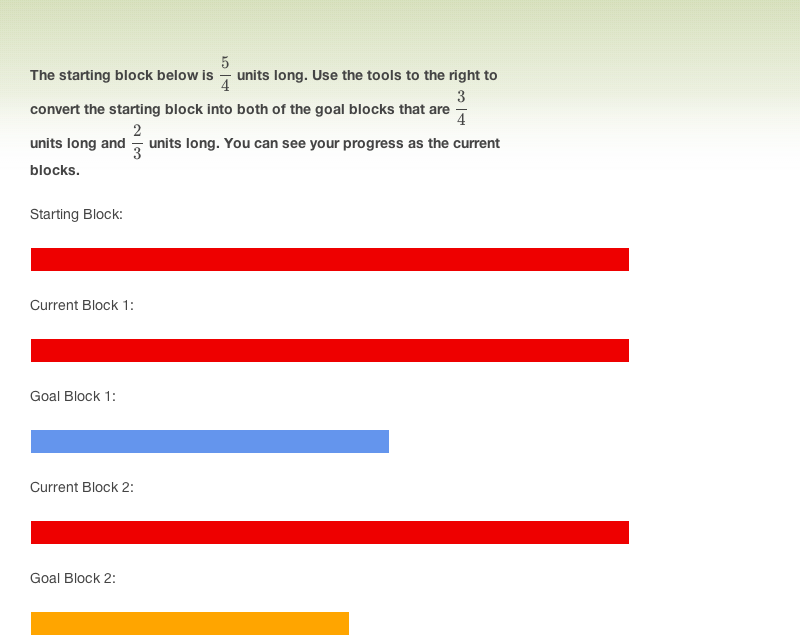 The starting block below is 5/4 units long. Use the tools to the right to
convert the starting block into both of the goal blocks that are 3/4
units long and 2/3 units long. You can see your progress as the current
blocks.
Starting Block:
Current Block 1:
Goal Block 1:
Current Block 2:
Goal Block 2: